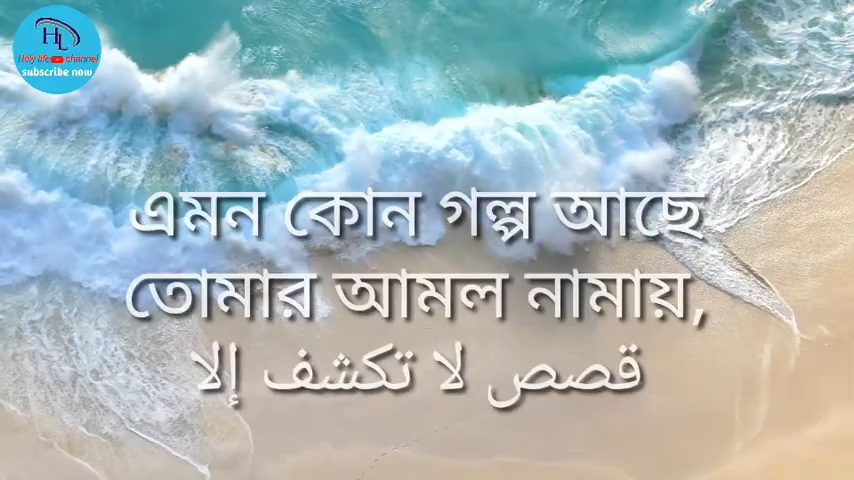 HL
Holy life channel
subscribe now
এমন কোন গল্প আছে
তোমার আমল নামায়,
قصص لا تكشف إلا